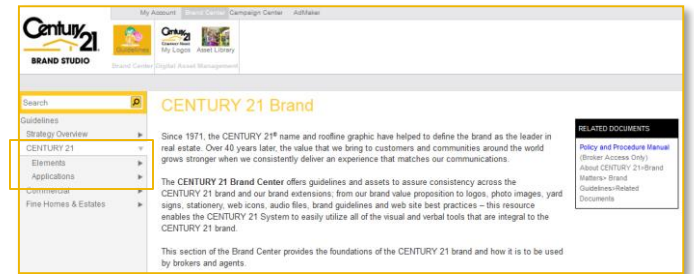 My Account Brand Center Campaign Center AdMaker
Century 21
BRAND STUDIO
Guidelines My Logos Asset Library
Brand Center Digital Asset Management
Search
Guidelines
Strategy Overview
CENTURY 21
Elements
Applications
Commercial
Fine Homes & Estates
CENTURY 21 Brand
Since 1971, the CENTURY 21® name and roofline graphic have helped to define the brand as the leader in
real estate. Over 40 years later, the value that we bring to customers and communities around the world
grows stronger when we consistently deliver an experience that matches our communications.
The CENTURY 21 Brand Center offers guidelines and assets to assure consistency across the
CENTURY 21 brand and our brand extensions; from our brand value proposition to logos, photo images, yard
signs, stationery, web icons, audio files, brand guidelines and web site best practices – this resource
enables the CENTURY 21 System to easily utilize all of the visual and verbal tools that are integral to the
CENTURY 21 brand.
This section of the Brand Center provides the foundations of the CENTURY 21 brand and how it is to be used
by brokers and agents.
RELATED DOCUMENTS
Policy and Procedure Manual
(Broker Access Only)
About CENTURY 21>Brand
Matters> Brand
Guidelines>Related
Documents